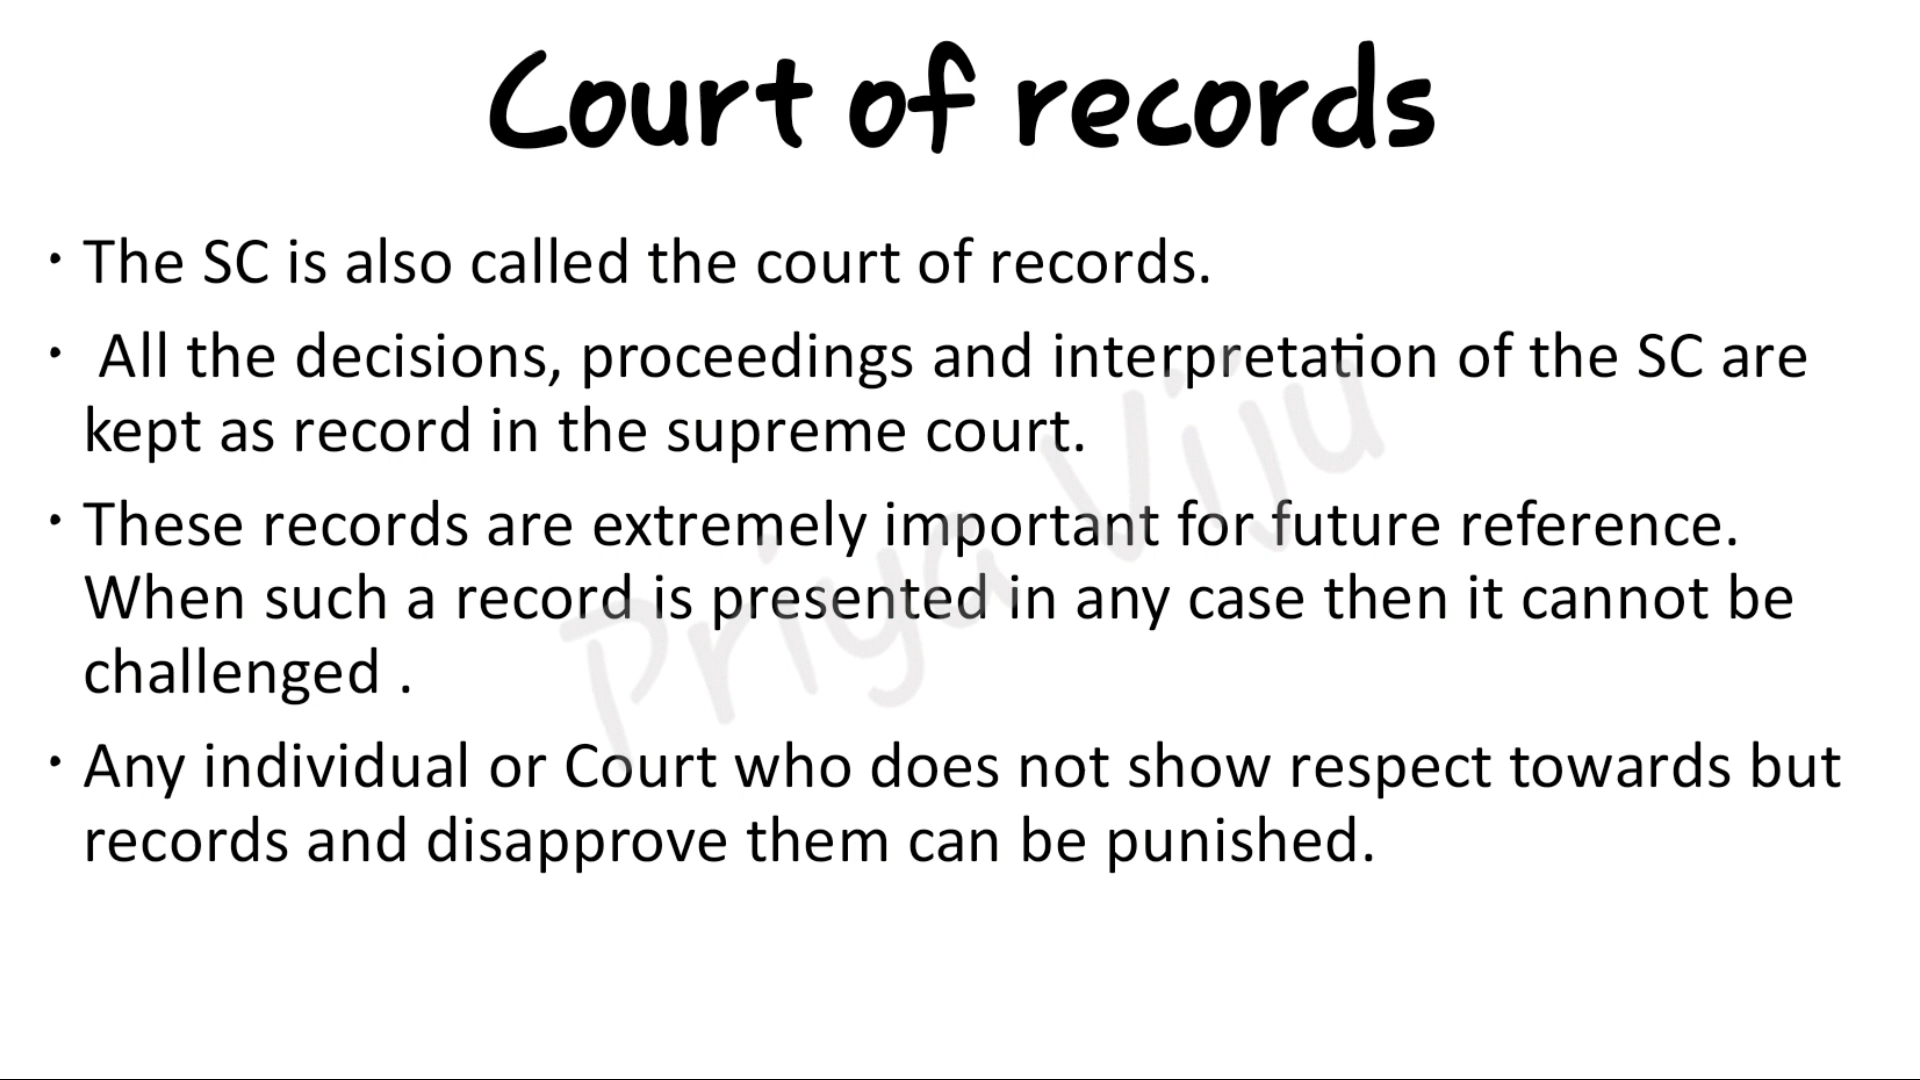 Court of records
• The SC is also called the court of records.
• All the decisions, proceedings and interpretation of the SC are
kept as record in the supreme court.
• These records are extremely important for future reference.
When such a record is presented in any case then it cannot be
challenged .
• Any individual or Court who does not show respect towards but
records and disapprove them can be punished.
Priya Viju